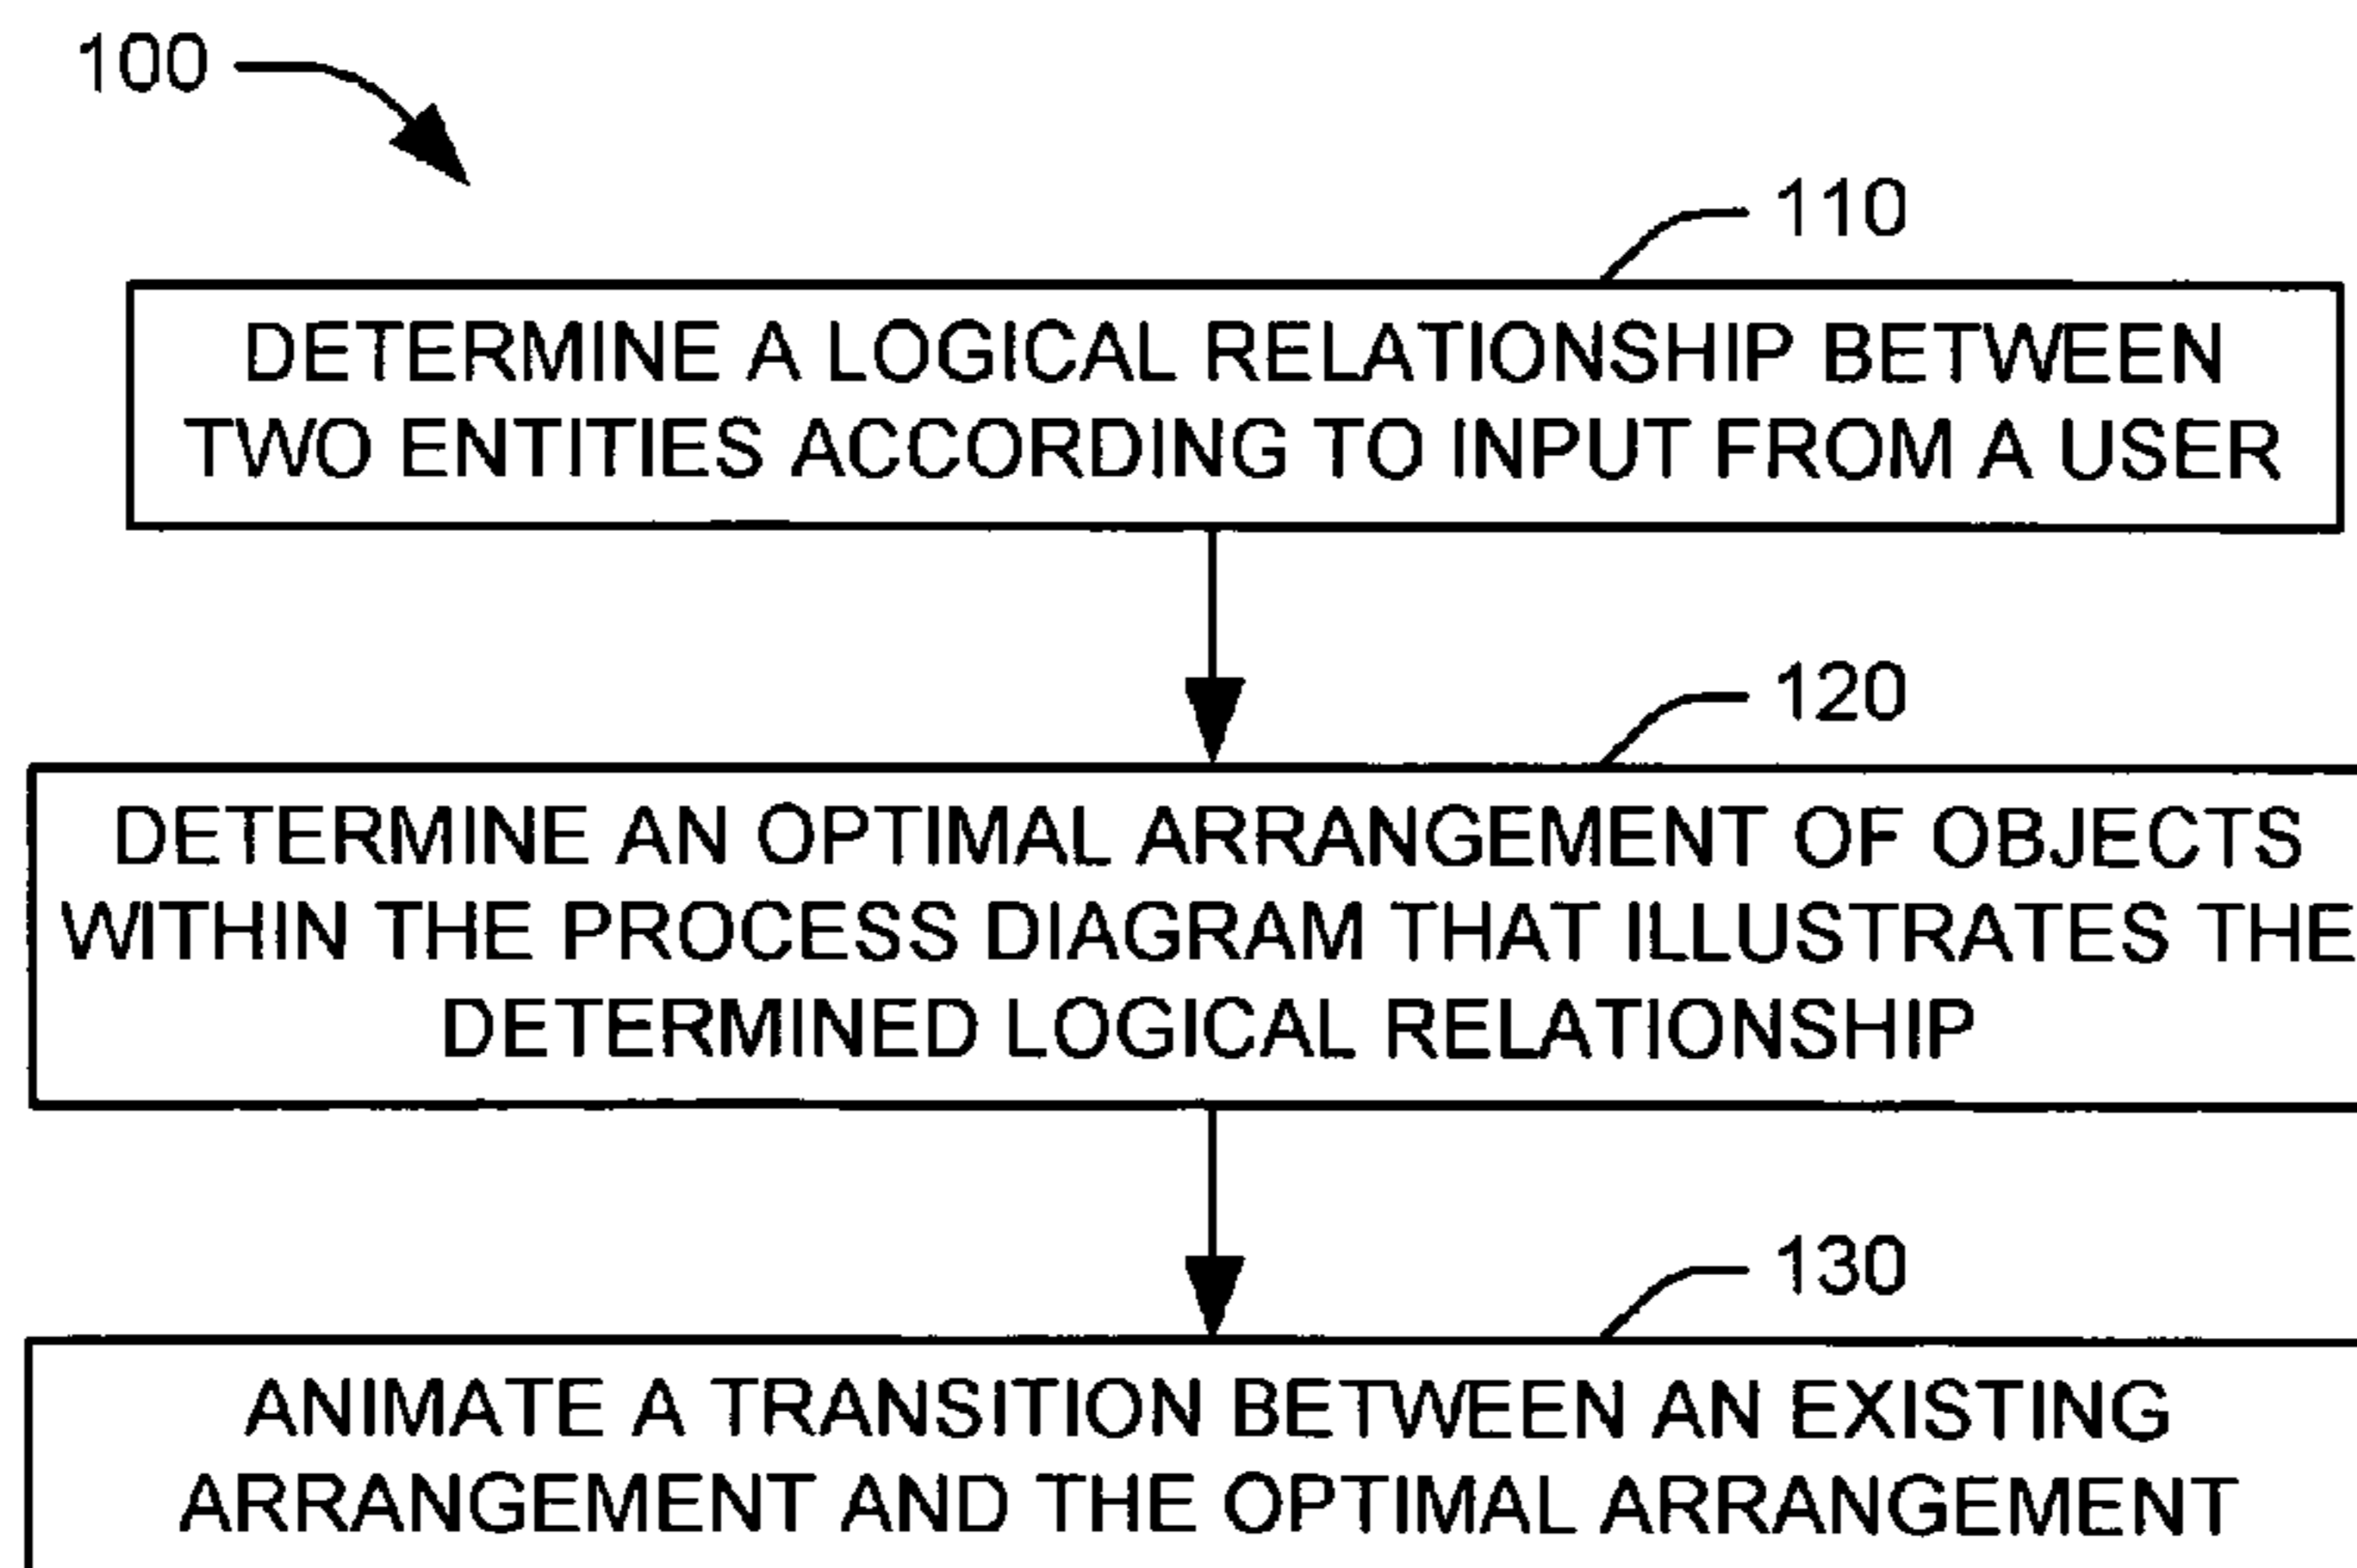 100
110
DETERMINE A LOGICAL RELATIONSHIP BETWEEN
TWO ENTITIES ACCORDING TO INPUT FROM A USER
120
DETERMINE AN OPTIMAL ARRANGEMENT OF OBJECTS
WITHIN THE PROCESS DIAGRAM THAT ILLUSTRATES THE
DETERMINED LOGICAL RELATIONSHIP
130
ANIMATE A TRANSITION BETWEEN AN EXISTING
ARRANGEMENT AND THE OPTIMAL ARRANGEMENT